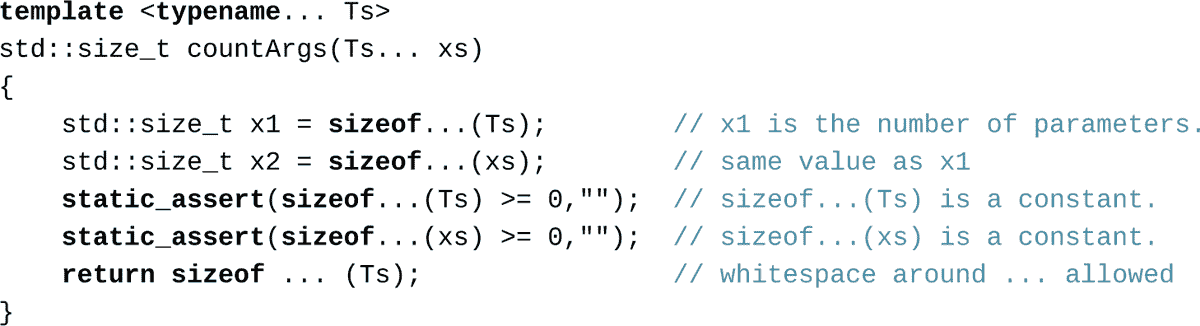 template <typename... Ts>
std::size_t countArgs(Ts... xs)
{
    std::size_t x1 = sizeof...(Ts);        // x1 is the number of parameters.
    std::size_t x2 = sizeof...(xs);        // same value as x1
    static_assert(sizeof...(Ts) >= 0,"");  // sizeof...(Ts) is a constant.
    static_assert(sizeof...(xs) >= 0,"");  // sizeof...(xs) is a constant.
    return sizeof ... (Ts);                // whitespace around ... allowed
}